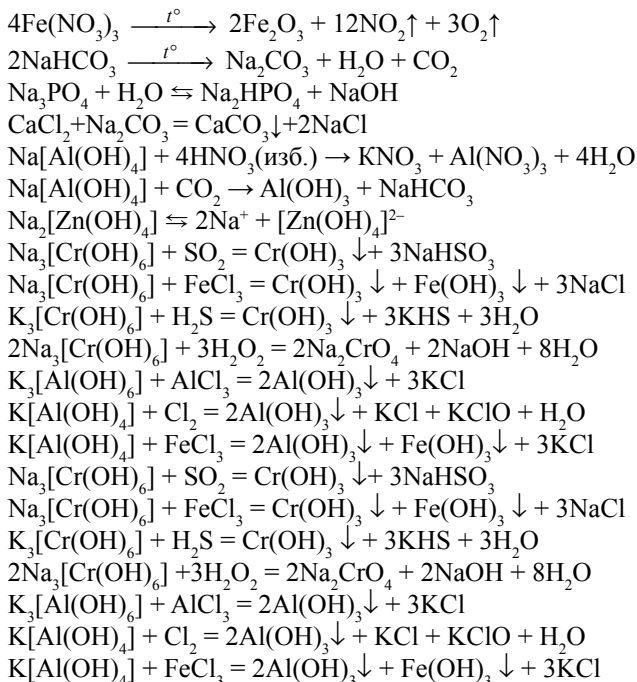 4Fe(NO₃)₃ —t°→ 2Fe₂O₃ + 12NO₂↑ + 3O₂↑
2NaHCO₃ —t°→ Na₂CO₃ + H₂O + CO₂
Na₃PO₄ + H₂O ⇆ Na₂HPO₄ + NaOH
CaCl₂+Na₂CO₃ = CaCO₃↓+2NaCl
Na[Al(OH)₄] + 4HNO₃(изб.) → KNO₃ + Al(NO₃)₃ + 4H₂O
Na[Al(OH)₄] + CO₂ → Al(OH)₃ + NaHCO₃
Na₂[Zn(OH)₄] ⇆ 2Na⁺ + [Zn(OH)₄]²⁻
Na₃[Cr(OH)₆] + SO₂ = Cr(OH)₃ ↓+ 3NaHSO₃
Na₃[Cr(OH)₆] + FeCl₃ = Cr(OH)₃ ↓ + Fe(OH)₃ ↓ + 3NaCl
K₃[Cr(OH)₆] + H₂S = Cr(OH)₃ ↓ + 3KHS + 3H₂O
2Na₃[Cr(OH)₆] + 3H₂O₂ = 2Na₂CrO₄ + 2NaOH + 8H₂O
K₃[Al(OH)₆] + AlCl₃ = 2Al(OH)₃↓ + 3KCl
K[Al(OH)₄] + Cl₂ = 2Al(OH)₃↓ + KCl + KClO + H₂O
K[Al(OH)₄] + FeCl₃ = 2Al(OH)₃↓ + Fe(OH)₃ ↓ + 3KCl
Na₃[Cr(OH)₆] + SO₂ = Cr(OH)₃ ↓+ 3NaHSO₃
Na₃[Cr(OH)₆] + FeCl₃ = Cr(OH)₃ ↓ + Fe(OH)₃ ↓ + 3NaCl
K₃[Cr(OH)₆] + H₂S = Cr(OH)₃ ↓ + 3KHS + 3H₂O
2Na₃[Cr(OH)₆] +3H₂O₂ = 2Na₂CrO₄ + 2NaOH + 8H₂O
K₃[Al(OH)₆] + AlCl₃ = 2Al(OH)₃↓ + 3KCl
K[Al(OH)₄] + Cl₂ = 2Al(OH)₃↓ + KCl + KClO + H₂O
K[Al(OH)₄] + FeCl₃ = 2Al(OH)₃↓ + Fe(OH)₃ ↓ + 3KCl